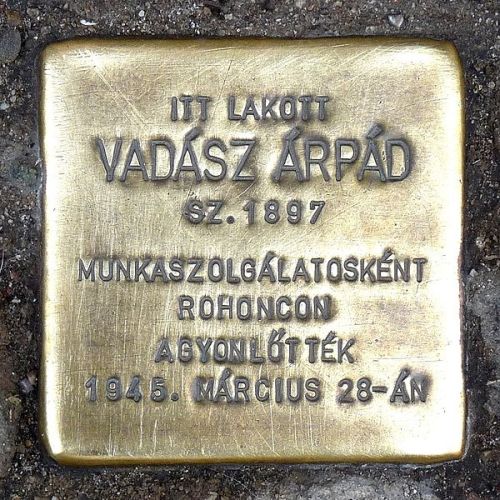 ITT LAKOTT
VADÁSZ ÁRPÁD
SZ. 1897
MUNKASZOLGÁLATOSKÉNT
ROHONCON
AGYONLŐTTÉK
1945. MÁRCIUS 28-ÁN